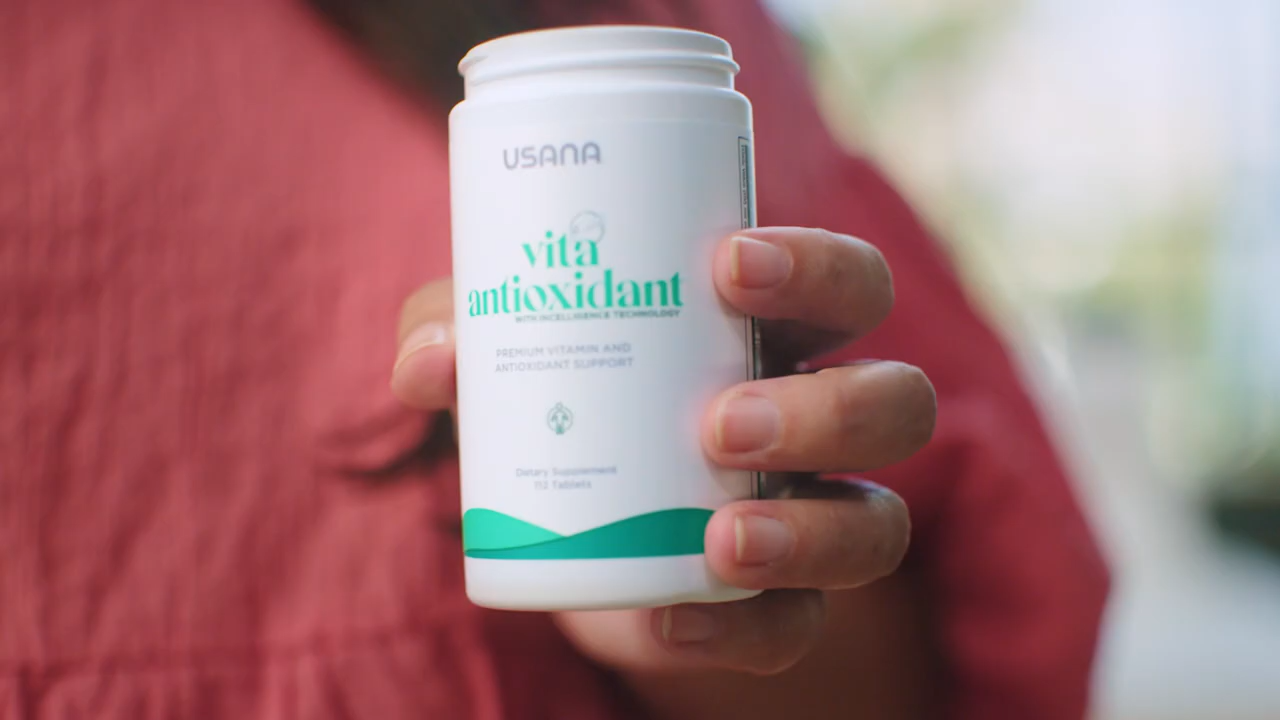 USANA
vita
antioxidant
WITH INCELLIGENCE TECHNOLOGY
PREMIUM VITAMIN AND
ANTIOXIDANT SUPPORT
Dietary Supplement
112 Tablets